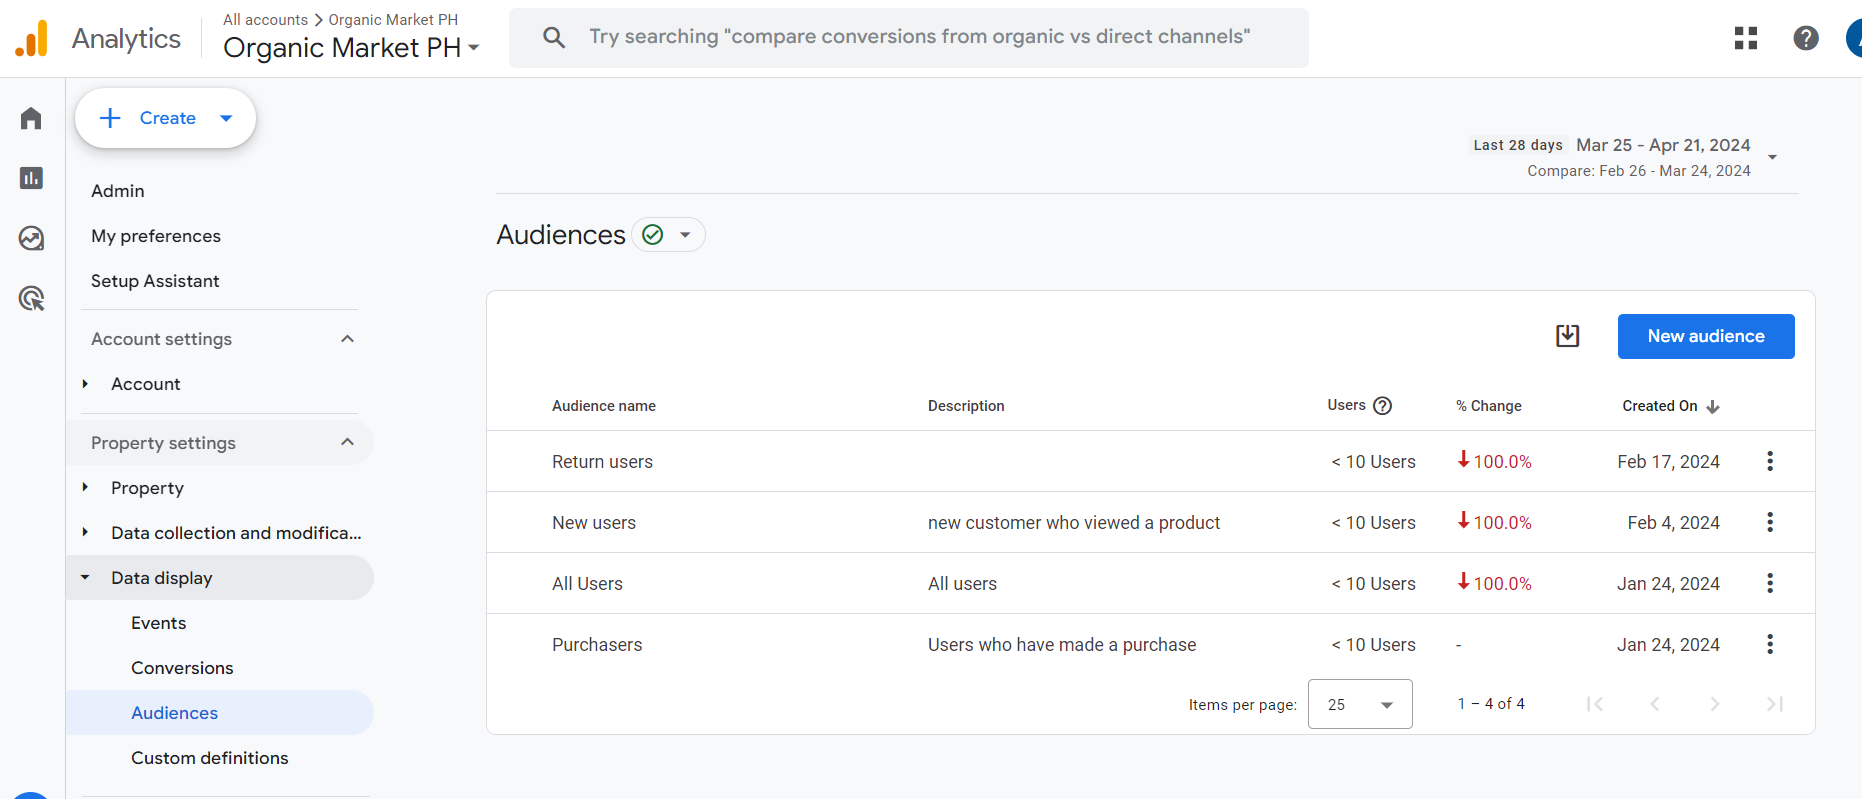 Analytics
All accounts > Organic Market PH
Organic Market PH
Try searching "compare conversions from organic vs direct channels"
Create
Admin
My preferences
Setup Assistant
Account settings
Account
Property settings
Property
Data collection and modifica...
Data display
Events
Conversions
Audiences
Custom definitions
Last 28 days Mar 25 - Apr 21, 2024
Compare: Feb 26 - Mar 24, 2024
Audiences
New audience
Audience name Description Users % Change Created On
Return users < 10 Users 100.0% Feb 17, 2024
New users new customer who viewed a product < 10 Users 100.0% Feb 4, 2024
All Users All users < 10 Users 100.0% Jan 24, 2024
Purchasers Users who have made a purchase < 10 Users - Jan 24, 2024
Items per page: 25 1 – 4 of 4